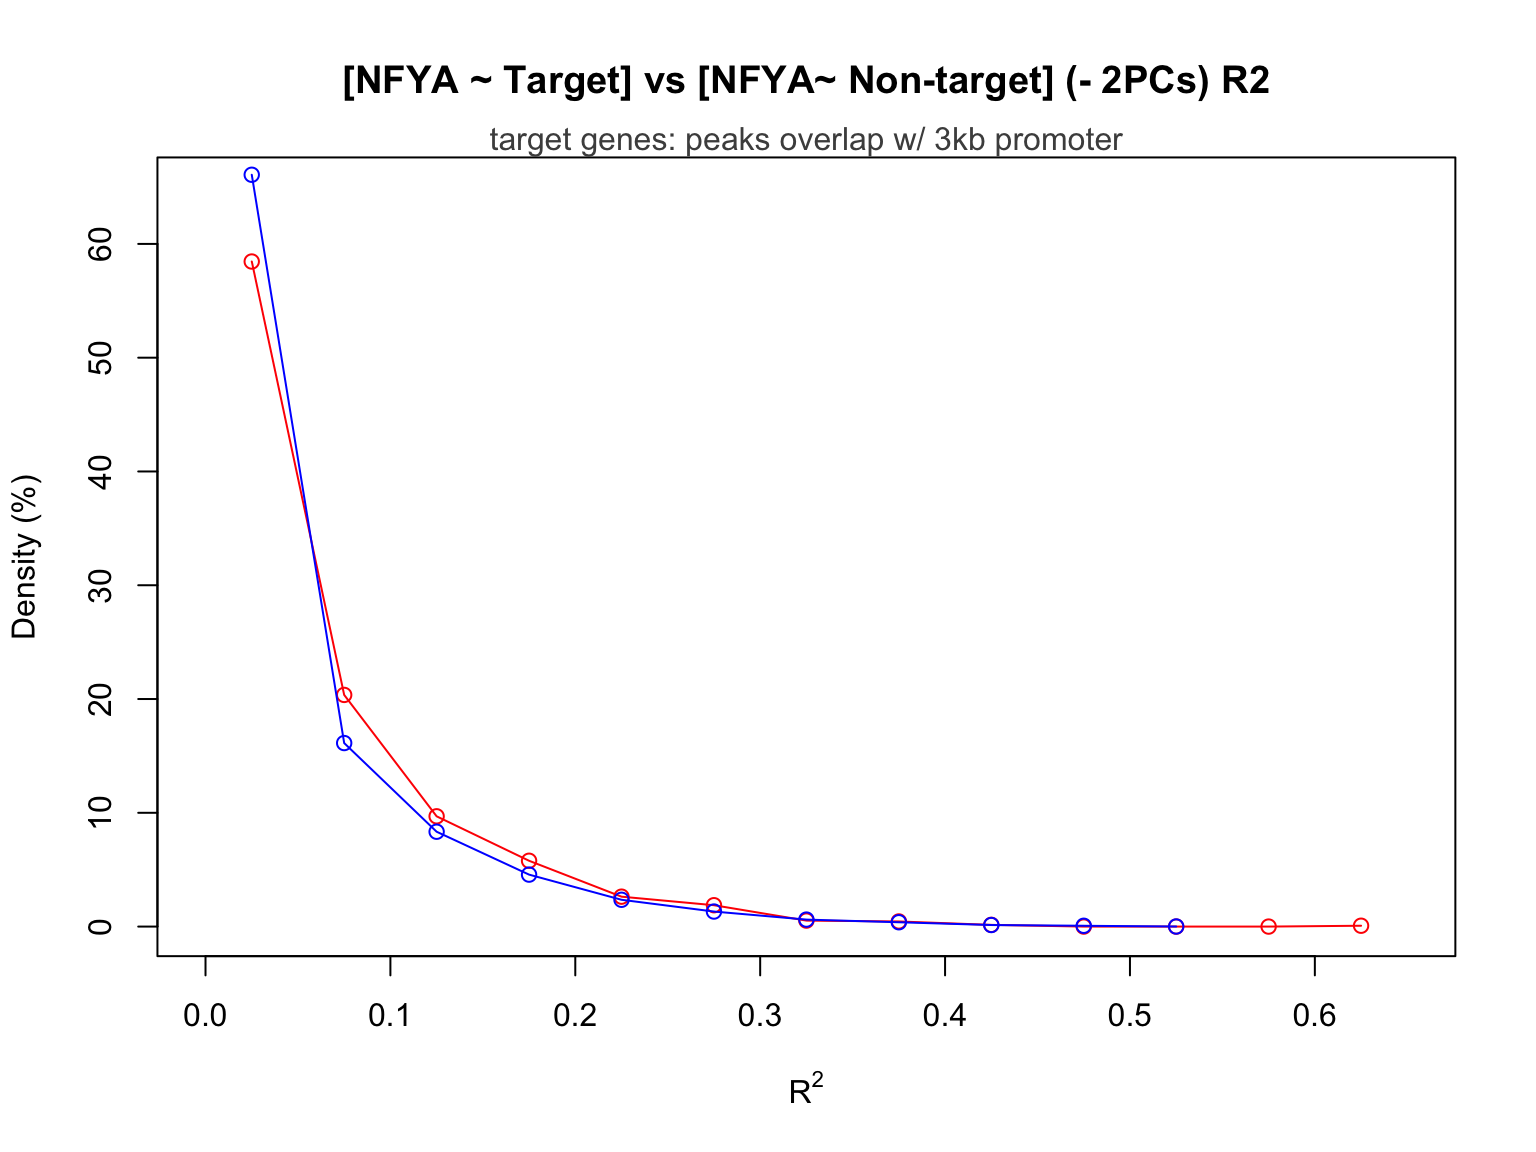 [NFYA ~ Target] vs [NFYA~ Non-target] (- 2PCs) R2
target genes: peaks overlap w/ 3kb promoter
Density (%)
60
50
40
30
20
10
0
0.0 0.1 0.2 0.3 0.4 0.5 0.6
R²